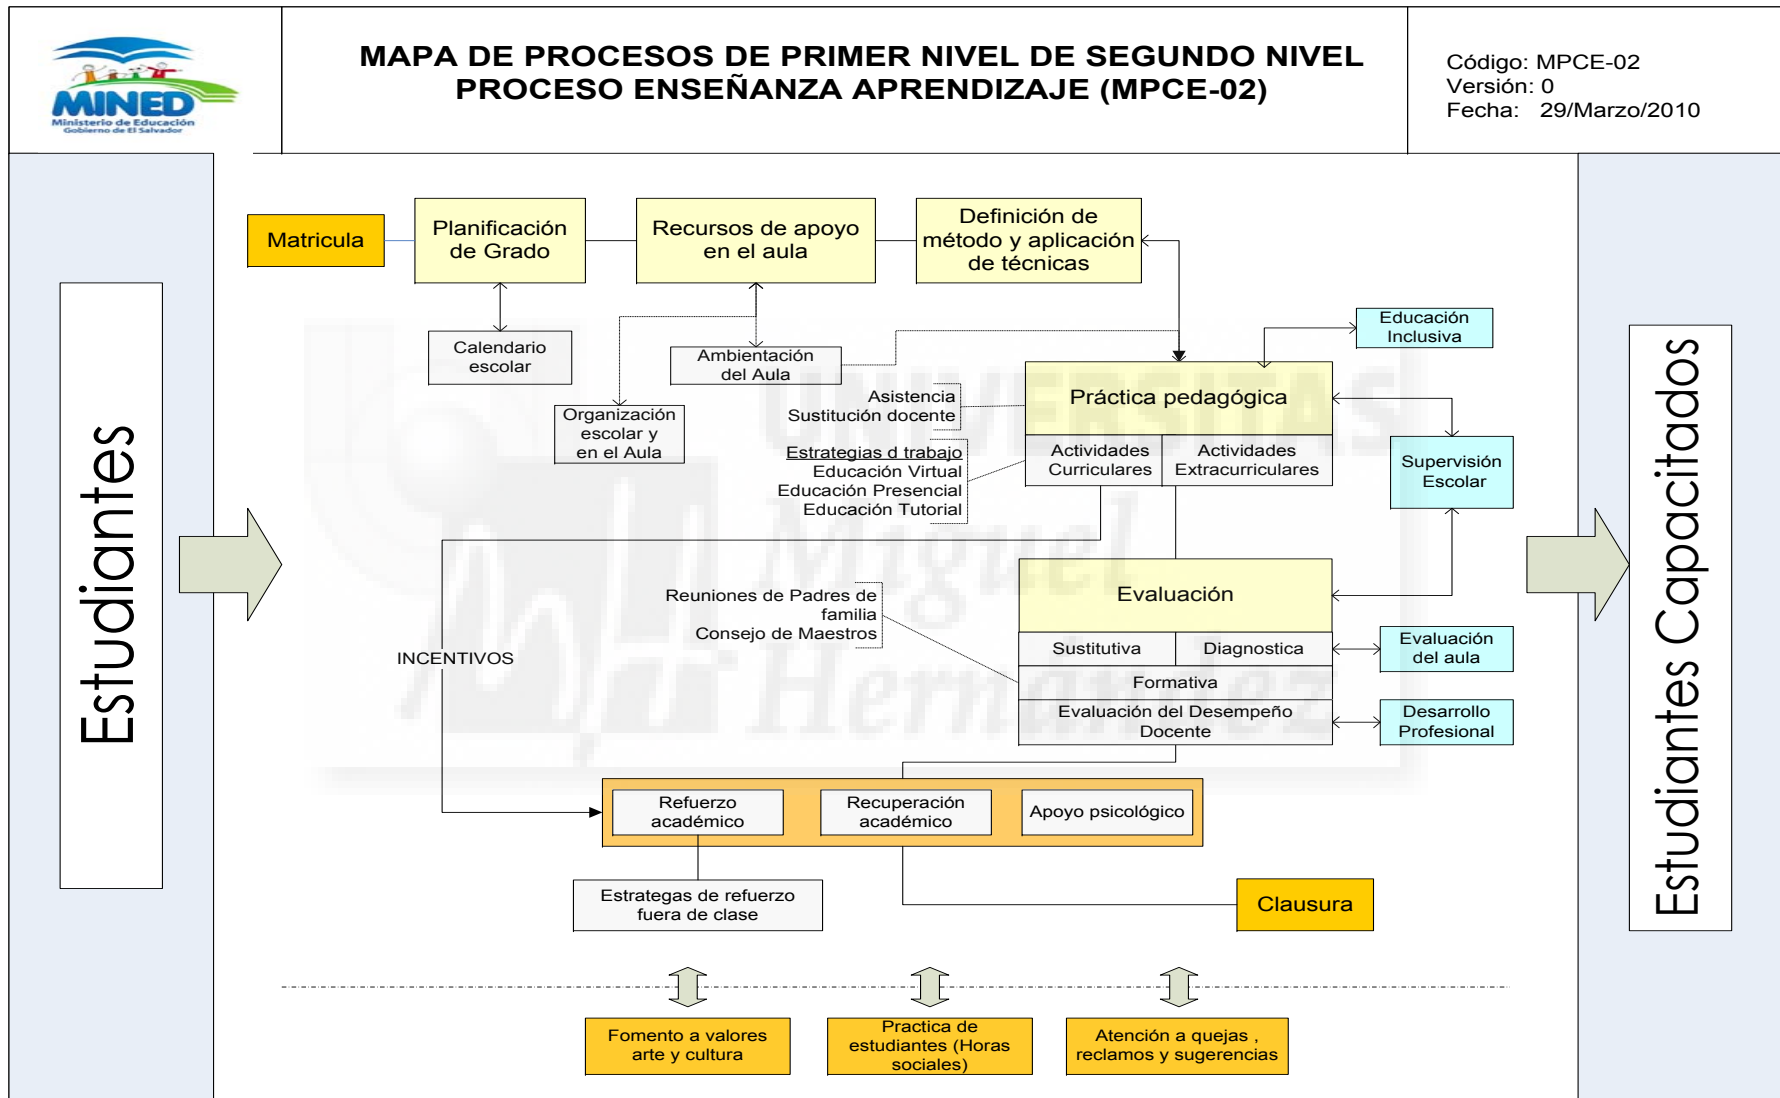 MINED
Ministerio de Educación
Gobierno de El Salvador
MAPA DE PROCESOS DE PRIMER NIVEL DE SEGUNDO NIVEL
PROCESO ENSEÑANZA APRENDIZAJE (MPCE-02)
Código: MPCE-02
Versión: 0
Fecha: 29/Marzo/2010
Estudiantes
Matricula
Planificación
de Grado
Recursos de apoyo
en el aula
Definición de
método y aplicación
de técnicas
Calendario
escolar
Ambientación
del Aula
Organización
escolar y
en el Aula
Educación
Inclusiva
Asistencia
Sustitución docente
Práctica pedagógica
Estrategias d trabajo
Educación Virtual
Educación Presencial
Educación Tutorial
Actividades
Curriculares
Actividades
Extracurriculares
Supervisión
Escolar
UNIVERSITAS
Miguel
Hernández
Reuniones de Padres de
familia
Consejo de Maestros
Evaluación
Sustitutiva
Diagnostica
Formativa
Evaluación del Desempeño
Docente
Evaluación
del aula
Desarrollo
Profesional
INCENTIVOS
Refuerzo
académico
Recuperación
académico
Apoyo psicológico
Estrategas de refuerzo
fuera de clase
Clausura
Fomento a valores
arte y cultura
Practica de
estudiantes (Horas
sociales)
Atención a quejas ,
reclamos y sugerencias
Estudiantes Capacitados